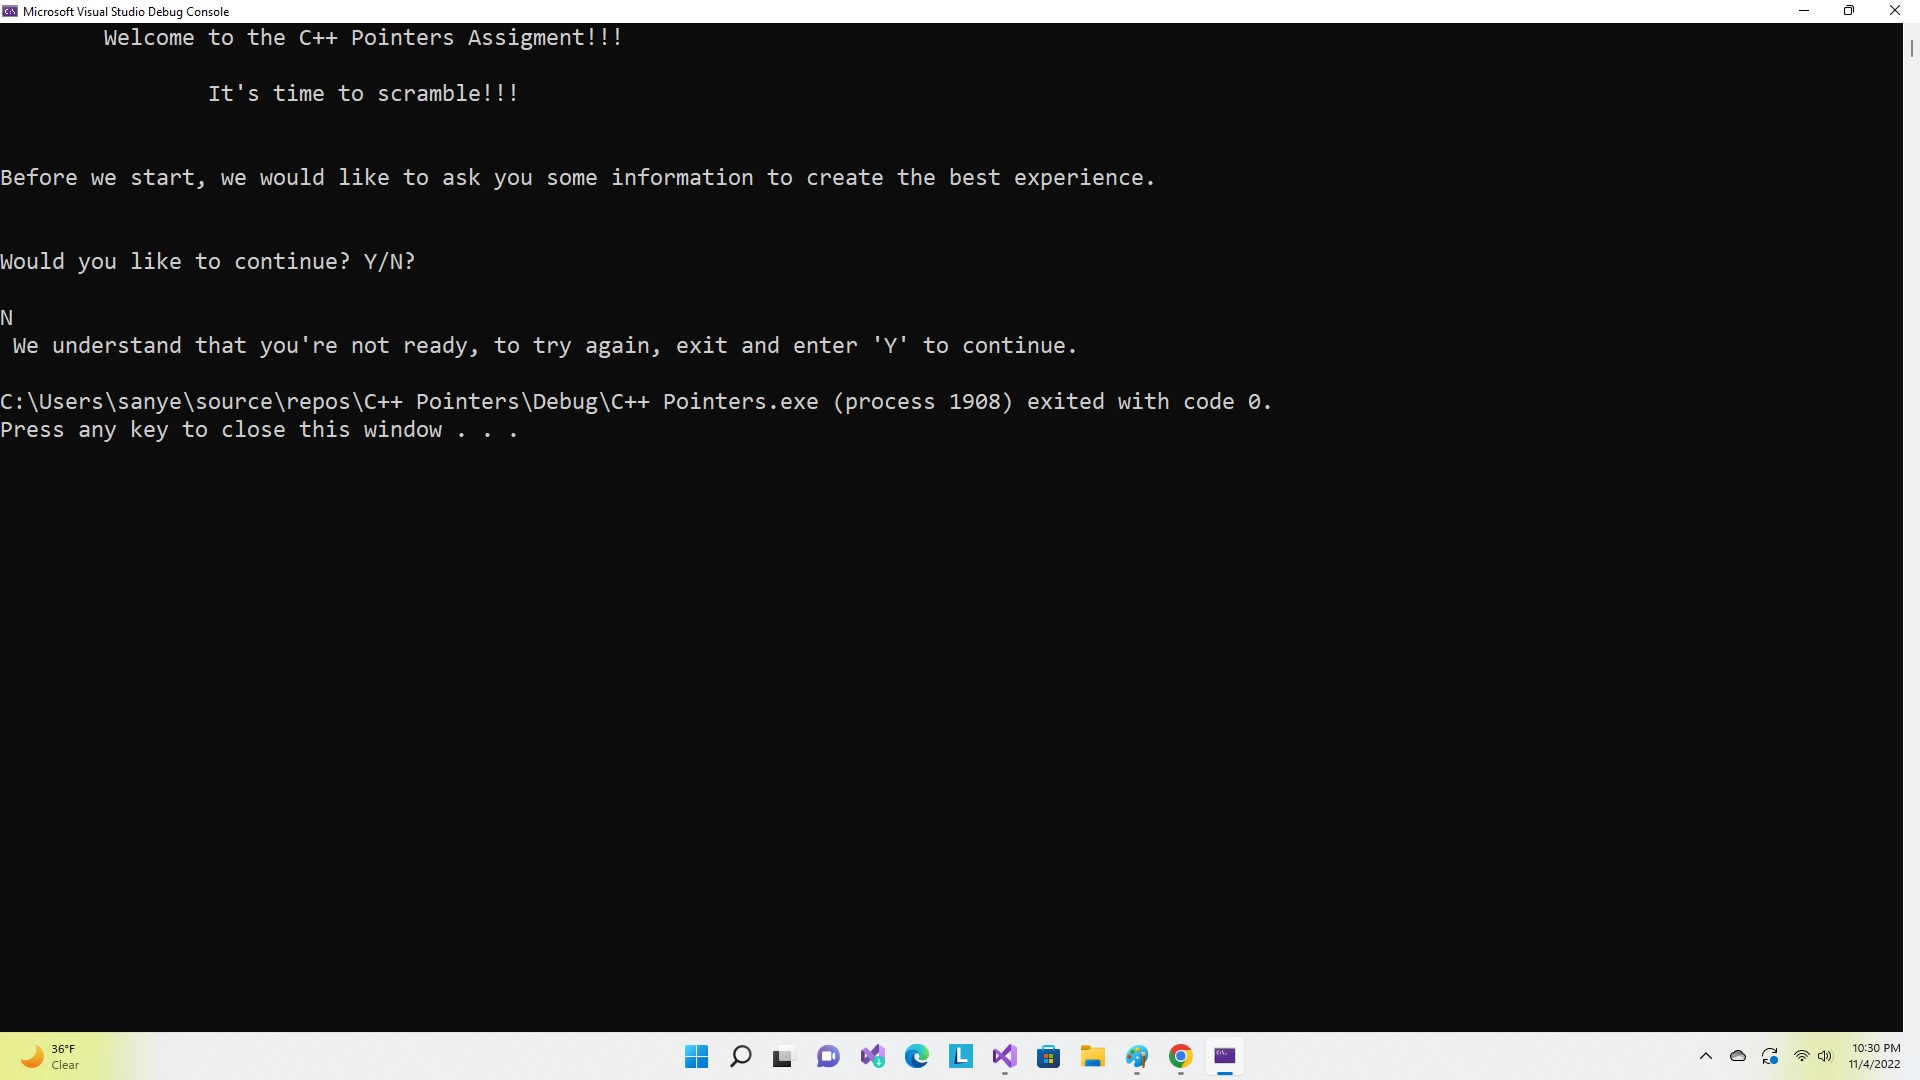 Microsoft Visual Studio Debug Console
Welcome to the C++ Pointers Assigment!!!
It's time to scramble!!!
Before we start, we would like to ask you some information to create the best experience.
Would you like to continue? Y/N?
N
We understand that you're not ready, to try again, exit and enter 'Y' to continue.
C:\Users\sanye\source\repos\C++ Pointers\Debug\C++ Pointers.exe (process 1908) exited with code 0.
Press any key to close this window . . .
36°F
Clear
L
10:30 PM
11/4/2022